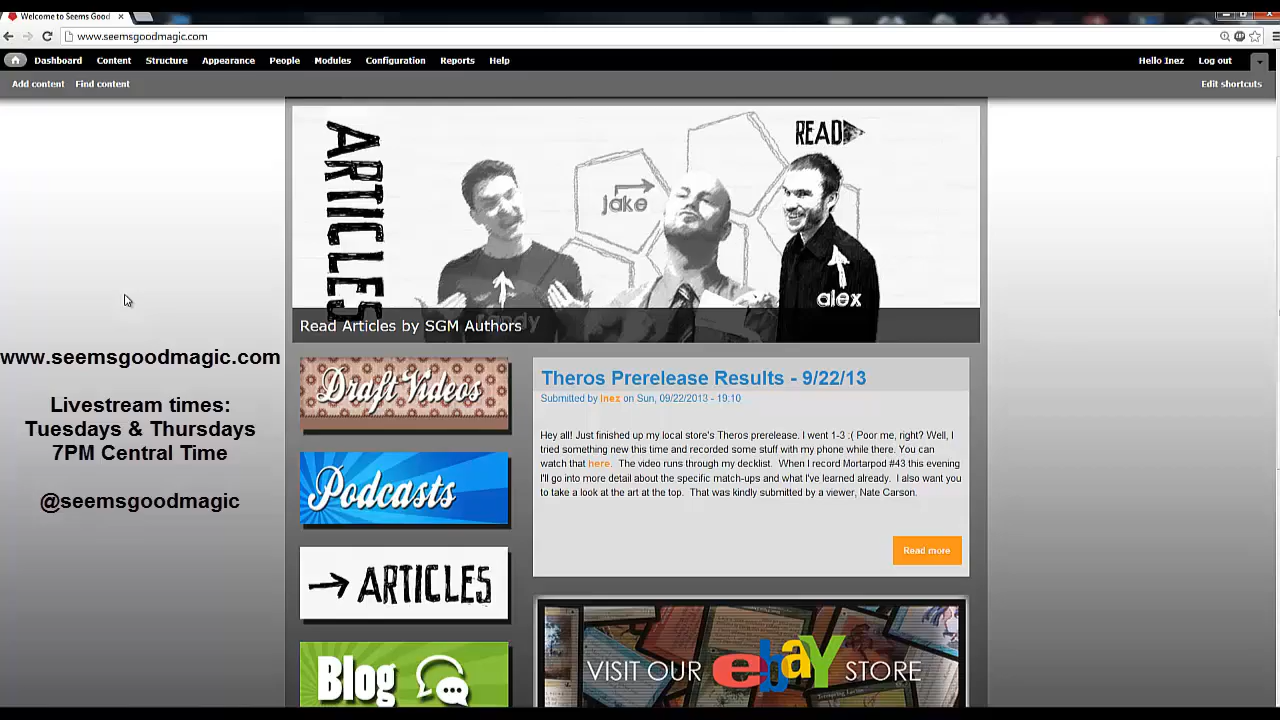 Welcome to Seems Good
www.seemsgoodmagic.com
Dashboard Content Structure Appearance People Modules Configuration Reports Help Hello Inez Log out
Add content Find content Edit shortcuts
ARTICLES
READ
jake
alex
Read Articles by SGM Authors
www.seemsgoodmagic.com
Livestream times:
Tuesdays & Thursdays
7PM Central Time
@seemsgoodmagic
Draft Videos
Podcasts
ARTICLES
Blog
Theros Prerelease Results - 9/22/13
Submitted by Inez on Sun, 09/22/2013 - 19:10
Hey all! Just finished up my local store's Theros prerelease. I went 1-3 :( Poor me, right? Well, I
tried something new this time and recorded some stuff with my phone while there. You can
watch that here. The video runs through my decklist. When I record Mortarpod #43 this evening
I'll go into more detail about the specific match-ups and what I've learned already. I also want you
to take a look at the art at the top. That was kindly submitted by a viewer, Nate Carson.
Read more
VISIT OUR ebay STORE